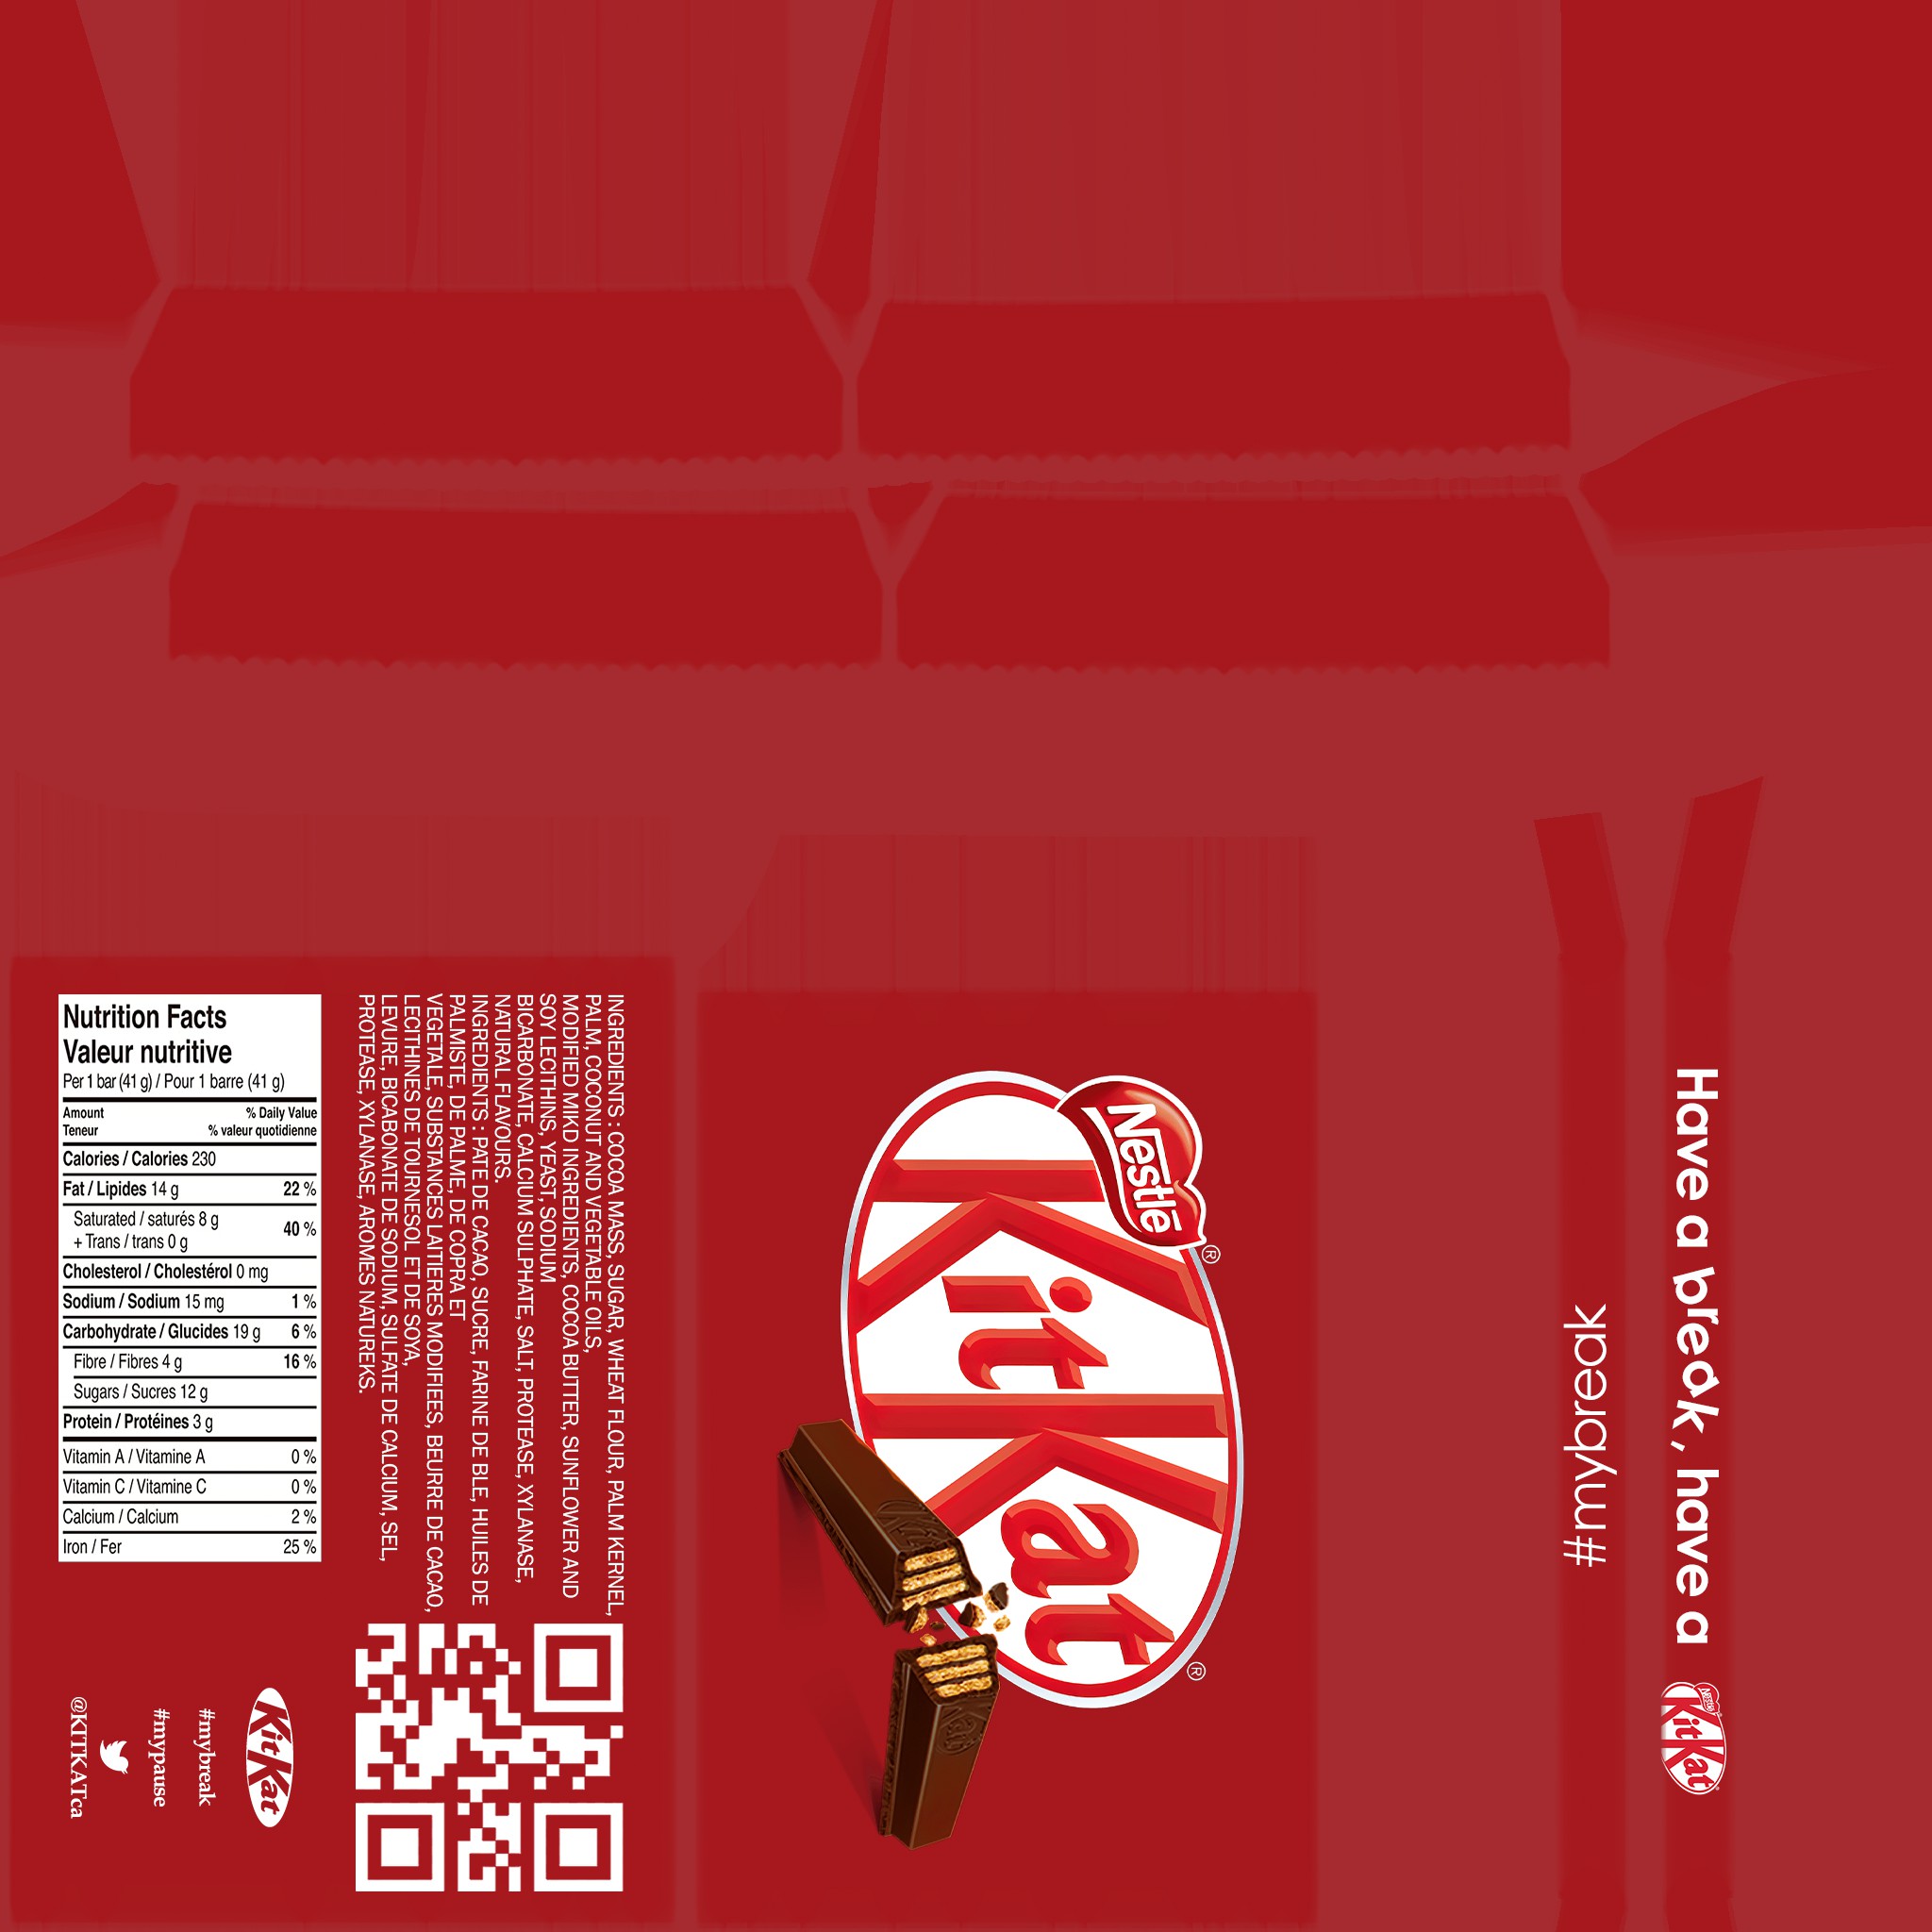 Nutrition Facts
Valeur nutritive
Per 1 bar (41 g) / Pour 1 barre (41 g)
Amount % Daily Value
Teneur % valeur quotidienne
Calories / Calories 230
Fat / Lipides 14 g 22 %
Saturated / saturés 8 g
+ Trans / trans 0 g 40 %
Cholesterol / Cholestérol 0 mg
Sodium / Sodium 15 mg 1 %
Carbohydrate / Glucides 19 g 6 %
Fibre / Fibres 4 g 16 %
Sugars / Sucres 12 g
Protein / Protéines 3 g
Vitamin A / Vitamine A 0 %
Vitamin C / Vitamine C 0 %
Calcium / Calcium 2 %
Iron / Fer 25 %
INGREDIENTS : COCOA MASS, SUGAR, WHEAT FLOUR, PALM KERNEL,
PALM, COCONUT AND VEGETABLE OILS,
MODIFIED MIKD INGREDIENTS, COCOA BUTTER, SUNFLOWER AND
SOY LECITHINS, YEAST, SODIUM
BICARBONATE, CALCIUM SULPHATE, SALT, PROTEASE, XYLANASE,
NATURAL FLAVOURS.
INGREDIENTS : PATE DE CACAO, SUCRE, FARINE DE BLE, HUILES DE
PALMISTE, DE PALME, DE COPRA ET
VEGETALE, SUBSTANCES LAITIERES MODIFIEES, BEURRE DE CACAO,
LECITHINES DE TOURNESOL ET DE SOYA,
LEVURE, BICABONATE DE SODIUM, SULFATE DE CALCIUM, SEL,
PROTEASE, XYLANASE, AROMES NATUREKS.
KitKat
#mybreak
#mypause
@KITKATca
Nestlē ®
KitKat ®
#mybreak
Have a break, have a
Nestlē
KitKat